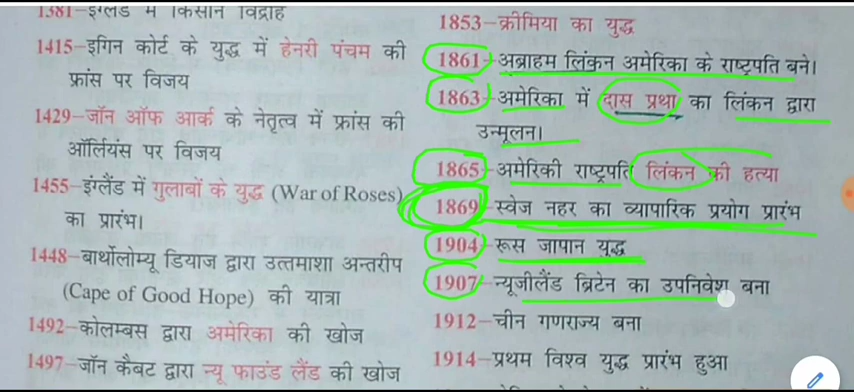 1381–इंग्लैंड में किसान विद्रोह
1415–इगिन कोर्ट के युद्ध में हेनरी पंचम की
फ्रांस पर विजय
1429–जॉन ऑफ आर्क के नेतृत्व में फ्रांस की
ऑर्लियंस पर विजय
1455–इंग्लैंड में गुलाबों के युद्ध (War of Roses)
का प्रारंभ।
1448–बार्थोलोम्यू डियाज द्वारा उत्तमाशा अन्तरीप
(Cape of Good Hope) की यात्रा
1492–कोलम्बस द्वारा अमेरिका की खोज
1497–जॉन कैबट द्वारा न्यू फाउंड लैंड की खोज
1853–क्रीमिया का युद्ध
1861–अब्राहम लिंकन अमेरिका के राष्ट्रपति बने।
1863–अमेरिका में दास प्रथा का लिंकन द्वारा
उन्मूलन।
1865–अमेरिकी राष्ट्रपति लिंकन की हत्या
1869–स्वेज नहर का व्यापारिक प्रयोग प्रारंभ
1904–रूस जापान युद्ध
1907–न्यूजीलैंड ब्रिटेन का उपनिवेश बना
1912–चीन गणराज्य बना
1914–प्रथम विश्व युद्ध प्रारंभ हुआ